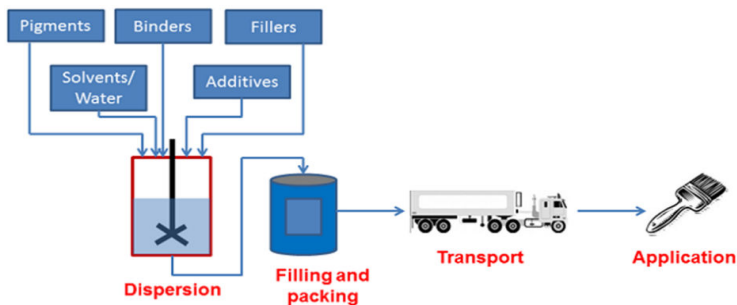 Pigments
Binders
Fillers
Solvents/
Water
Additives
Dispersion
Filling and
packing
Transport
Application